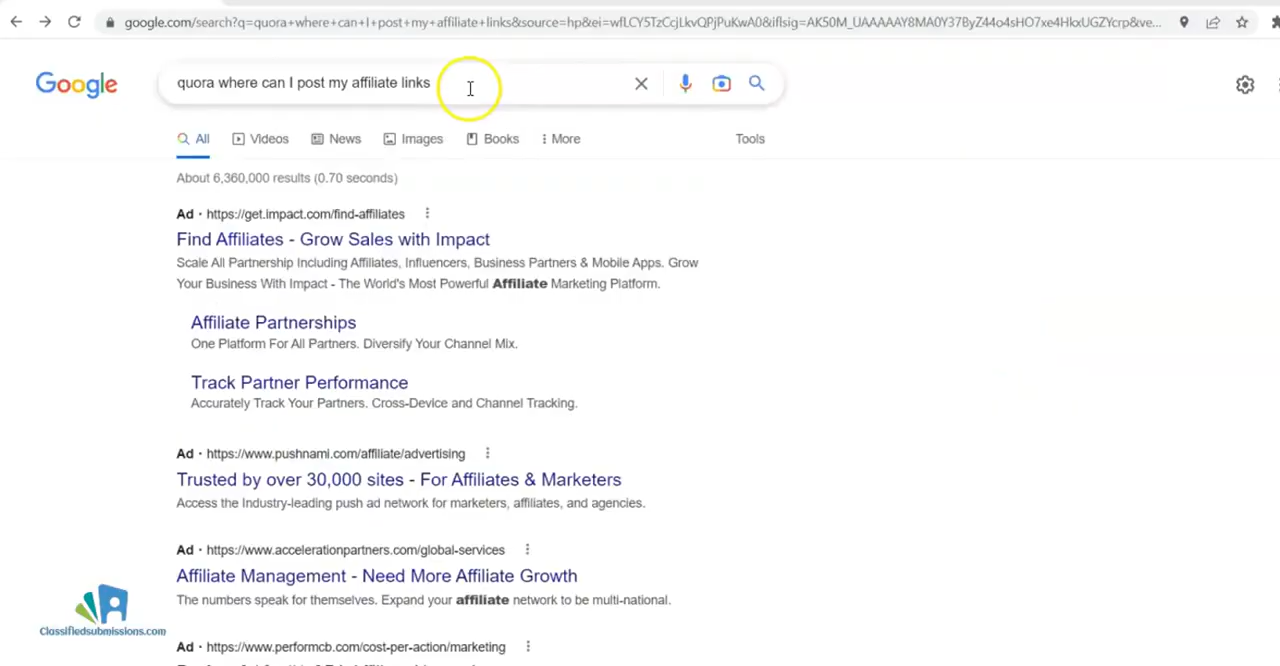 google.com/search?q=quora+where+can+I+post+my+affiliate+links&source=hp&ei=wfLCY5TzCcjLkvQPjPuKwA0&iflsig=AK50M_UAAAAAY8MA0Y37ByZ44o4sHO7xe4HkxUGZYcrp&ve...
Google
quora where can I post my affiliate links
All Videos News Images Books More Tools
About 6,360,000 results (0.70 seconds)
Ad · https://get.impact.com/find-affiliates
Find Affiliates - Grow Sales with Impact
Scale All Partnership Including Affiliates, Influencers, Business Partners & Mobile Apps. Grow
Your Business With Impact - The World's Most Powerful Affiliate Marketing Platform.
Affiliate Partnerships
One Platform For All Partners. Diversify Your Channel Mix.
Track Partner Performance
Accurately Track Your Partners. Cross-Device and Channel Tracking.
Ad · https://www.pushnami.com/affiliate/advertising
Trusted by over 30,000 sites - For Affiliates & Marketers
Access the Industry-leading push ad network for marketers, affiliates, and agencies.
Ad · https://www.accelerationpartners.com/global-services
Affiliate Management - Need More Affiliate Growth
The numbers speak for themselves. Expand your affiliate network to be multi-national.
Classifiedsubmissions.com
Ad · https://www.performcb.com/cost-per-action/marketing